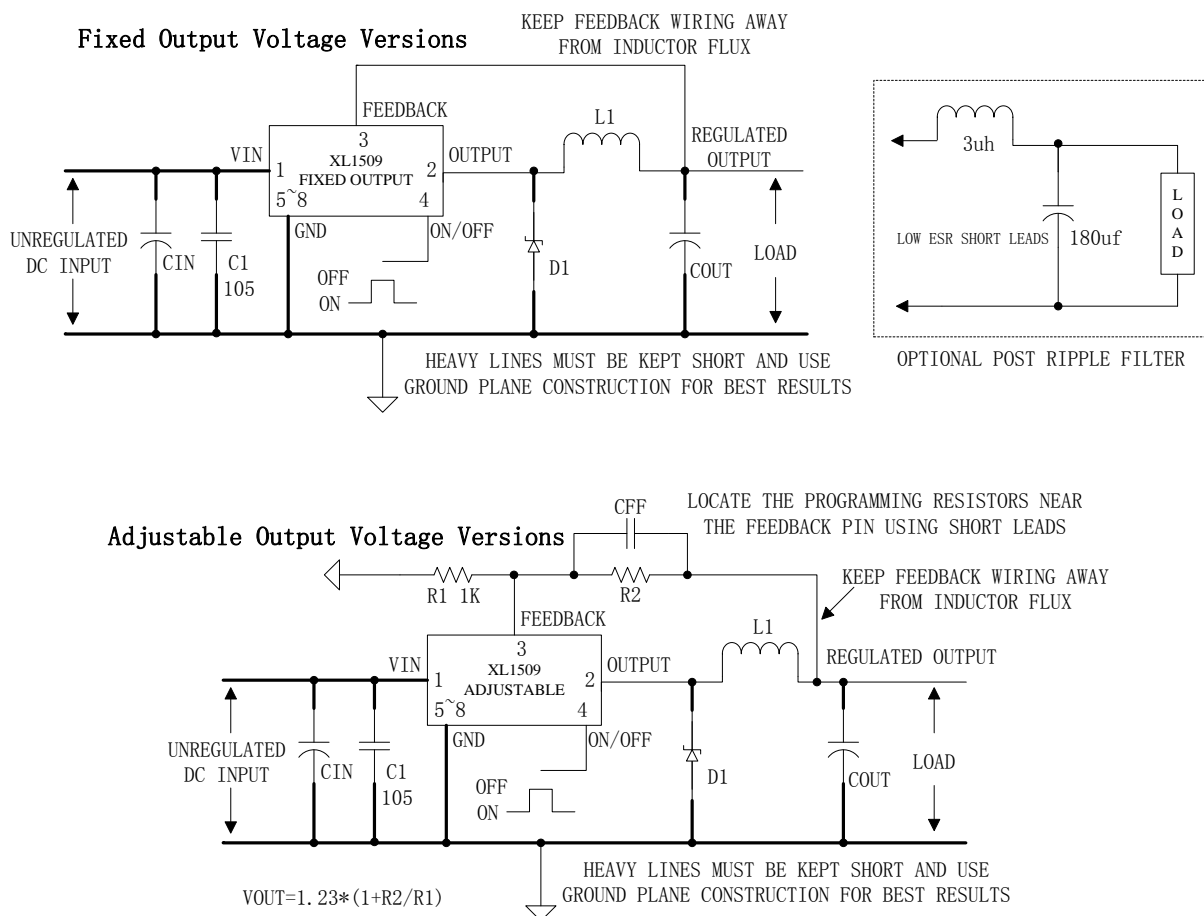 Fixed Output Voltage Versions
KEEP FEEDBACK WIRING AWAY
FROM INDUCTOR FLUX
FEEDBACK
3
XL1509
FIXED OUTPUT
VIN
1
OUTPUT
2
5~8
4
GND
ON/OFF
L1
REGULATED
OUTPUT
UNREGULATED
DC INPUT
CIN
C1
105
OFF
ON
D1
COUT
LOAD
HEAVY LINES MUST BE KEPT SHORT AND USE
GROUND PLANE CONSTRUCTION FOR BEST RESULTS
3uh
LOW ESR SHORT LEADS
180uf
LOAD
OPTIONAL POST RIPPLE FILTER
Adjustable Output Voltage Versions
CFF
LOCATE THE PROGRAMMING RESISTORS NEAR
THE FEEDBACK PIN USING SHORT LEADS
R1 1K
R2
KEEP FEEDBACK WIRING AWAY
FROM INDUCTOR FLUX
FEEDBACK
3
XL1509
ADJUSTABLE
VIN
1
OUTPUT
2
5~8
4
GND
ON/OFF
L1
REGULATED OUTPUT
UNREGULATED
DC INPUT
CIN
C1
105
OFF
ON
D1
COUT
LOAD
HEAVY LINES MUST BE KEPT SHORT AND USE
GROUND PLANE CONSTRUCTION FOR BEST RESULTS
VOUT=1.23*(1+R2/R1)